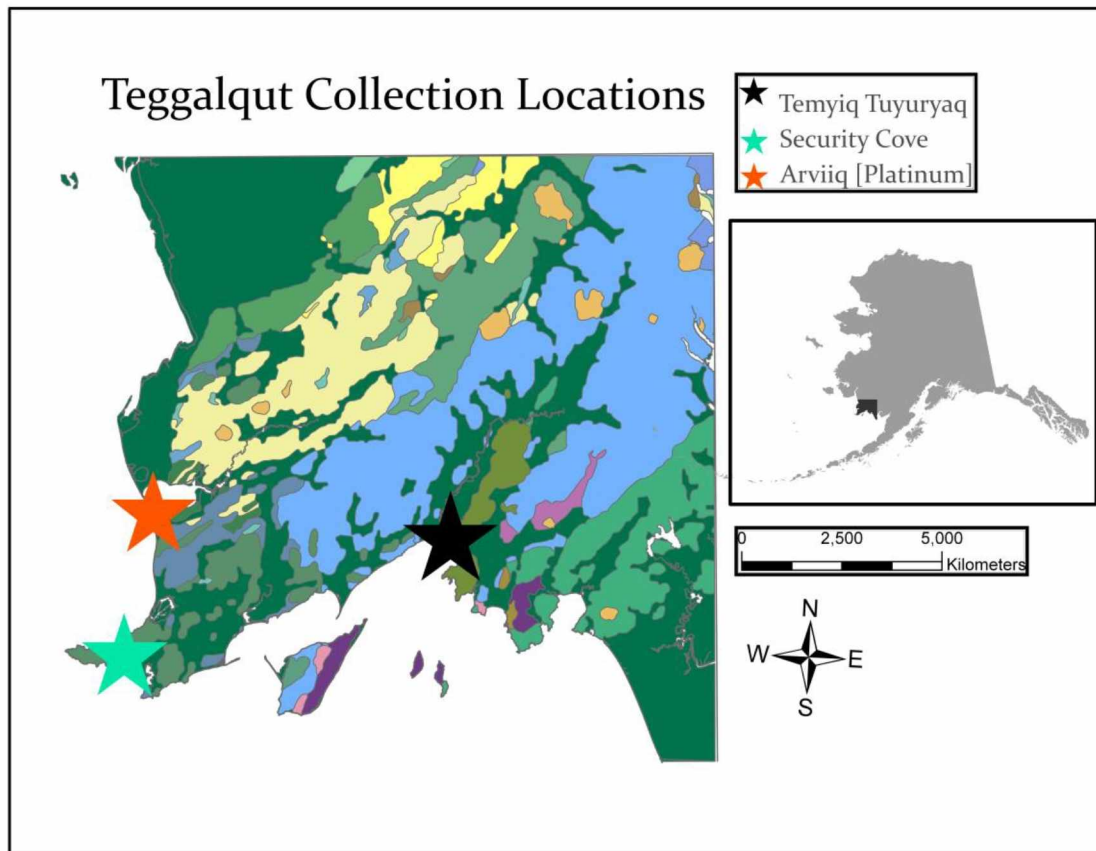 Teggalqut Collection Locations
Temyiq Tuyuryaq
Security Cove
Arviiq [Platinum]
0 2,500 5,000
Kilometers
N
W E
S